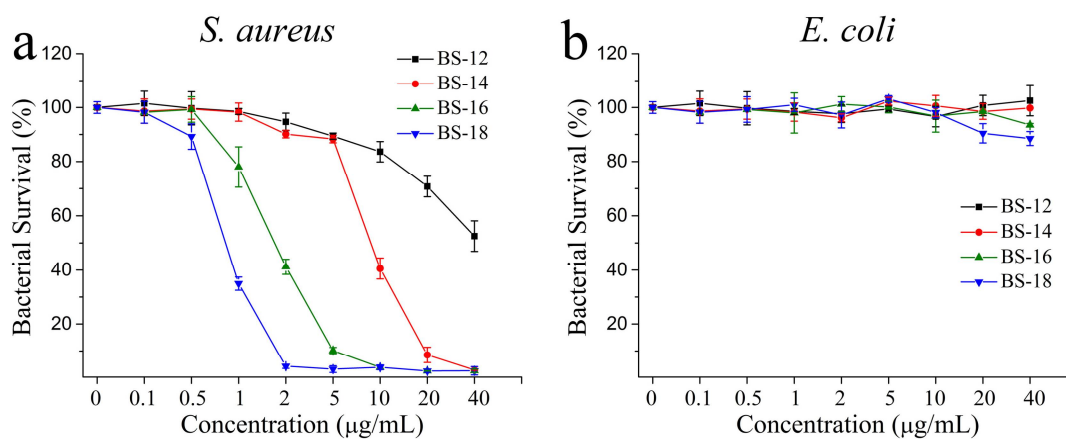 a
S. aureus
BS-12
BS-14
BS-16
BS-18
120
100
80
60
40
20
Bacterial Survival (%)
0 0.1 0.5 1 2 5 10 20 40
Concentration (μg/mL)
b
E. coli
120
100
80
60
40
20
Bacterial Survival (%)
BS-12
BS-14
BS-16
BS-18
0 0.1 0.5 1 2 5 10 20 40
Concentration (μg/mL)